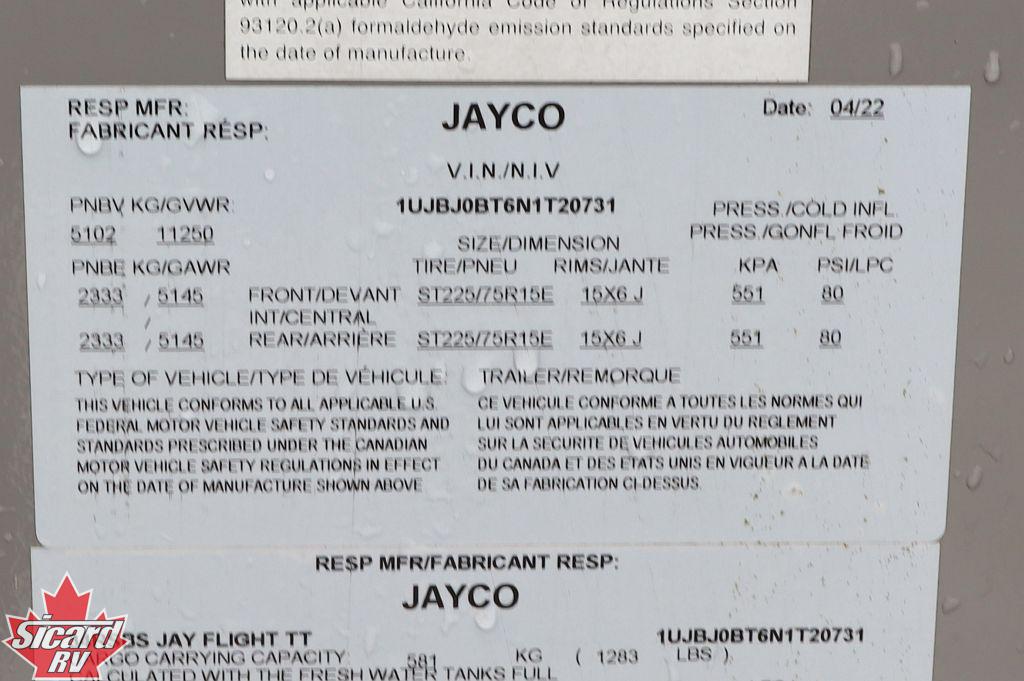 with applicable California Code of Regulations Section
93120.2(a) formaldehyde emission standards specified on
the date of manufacture.
RESP MFR: JAYCO Date: 04/22
FABRICANT RÉSP:
V.I.N./N.I.V
PNBV KG/GVWR: 1UJBJ0BT6N1T20731 PRESS./COLD INFL.
5102 11250 SIZE/DIMENSION PRESS./GONFL FROID
PNBE KG/GAWR TIRE/PNEU RIMS/JANTE KPA PSI/LPC
2333 / 5145 FRONT/DEVANT ST225/75R15E 15X6 J 551 80
/ INT/CENTRAL
2333 / 5145 REAR/ARRIÈRE ST225/75R15E 15X6 J 551 80
TYPE OF VEHICLE/TYPE DE VÉHICULE: TRAILER/REMORQUE
THIS VEHICLE CONFORMS TO ALL APPLICABLE U.S.
FEDERAL MOTOR VEHICLE SAFETY STANDARDS AND
STANDARDS PRESCRIBED UNDER THE CANADIAN
MOTOR VEHICLE SAFETY REGULATIONS IN EFFECT
ON THE DATE OF MANUFACTURE SHOWN ABOVE
CE VEHICULE CONFORME A TOUTES LES NORMES QUI
LUI SONT APPLICABLES EN VERTU DU REGLEMENT
SUR LA SECURITE DE VEHICULES AUTOMOBILES
DU CANADA ET DES ETATS UNIS EN VIGUEUR A LA DATE
DE SA FABRICATION CI-DESSUS.
RESP MFR/FABRICANT RESP:
JAYCO
BS JAY FLIGHT TT 1UJBJ0BT6N1T20731
CARRYING CAPACITY 581 KG ( 1283 LBS )
WITH THE FRESH WATER TANKS FULL
Sicard
RV